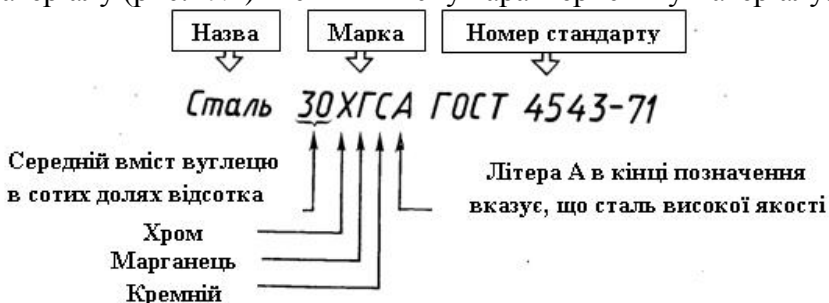 Назва Марка Номер стандарту
Сталь 30ХГСА ГОСТ 4543-71
Середній вміст вуглецю
в сотих долях відсотка
Літера А в кінці позначення
вказує, що сталь високої якості
Хром
Марганець
Кремній